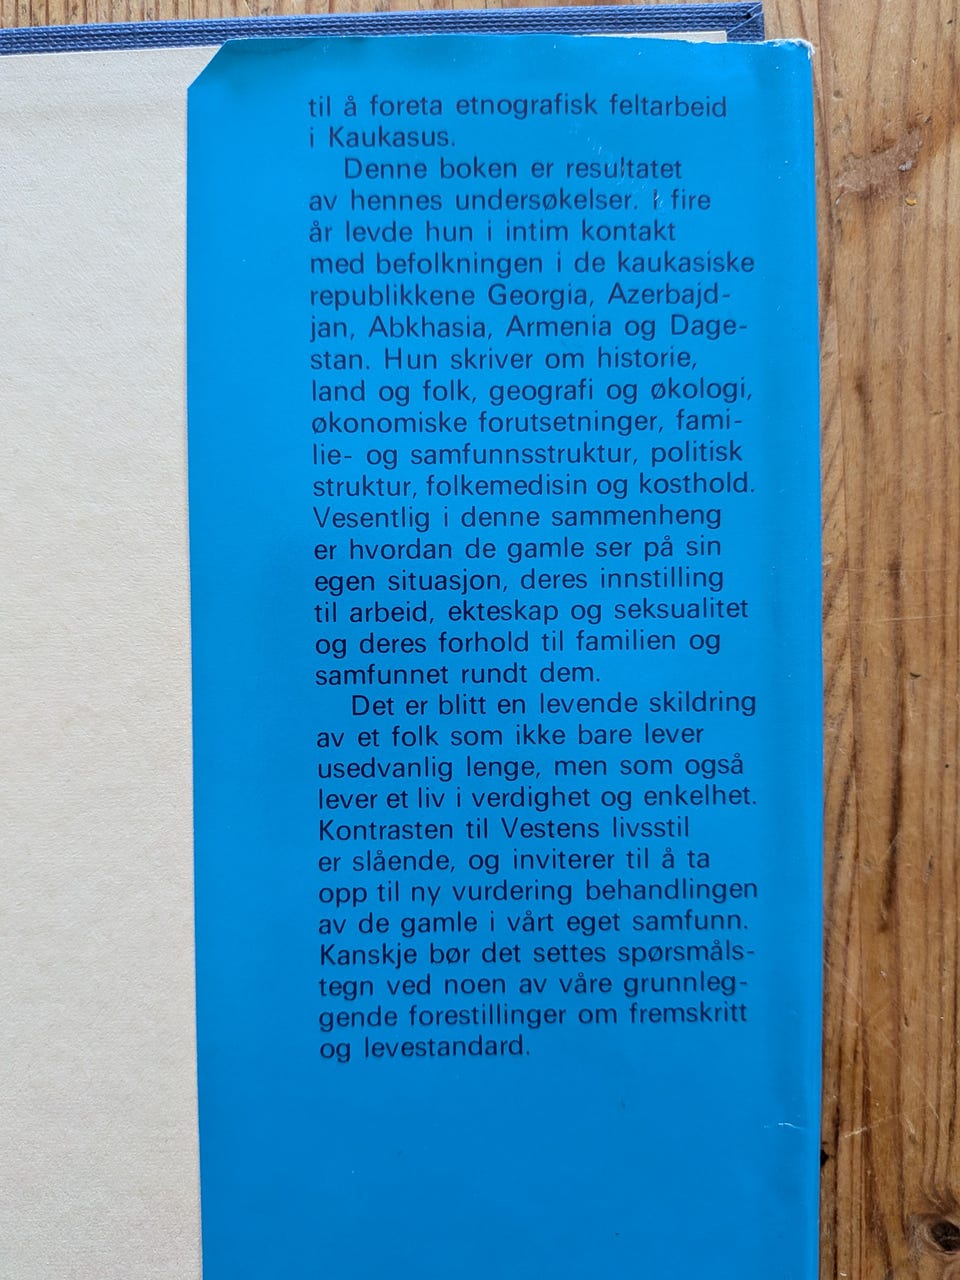 til å foreta etnografisk feltarbeid
i Kaukasus.
Denne boken er resultatet
av hennes undersøkelser. I fire
år levde hun i intim kontakt
med befolkningen i de kaukasiske
republikkene Georgia, Azerbajd-
jan, Abkhasia, Armenia og Dage-
stan. Hun skriver om historie,
land og folk, geografi og økologi,
økonomiske forutsetninger, fami-
lie- og samfunnsstruktur, politisk
struktur, folkemedisin og kosthold.
Vesentlig i denne sammenheng
er hvordan de gamle ser på sin
egen situasjon, deres innstilling
til arbeid, ekteskap og seksualitet
og deres forhold til familien og
samfunnet rundt dem.
Det er blitt en levende skildring
av et folk som ikke bare lever
usedvanlig lenge, men som også
lever et liv i verdighet og enkelhet.
Kontrasten til Vestens livsstil
er slående, og inviterer til å ta
opp til ny vurdering behandlingen
av de gamle i vårt eget samfunn.
Kanskje bør det settes spørsmåls-
tegn ved noen av våre grunnleg-
gende forestillinger om fremskritt
og levestandard.